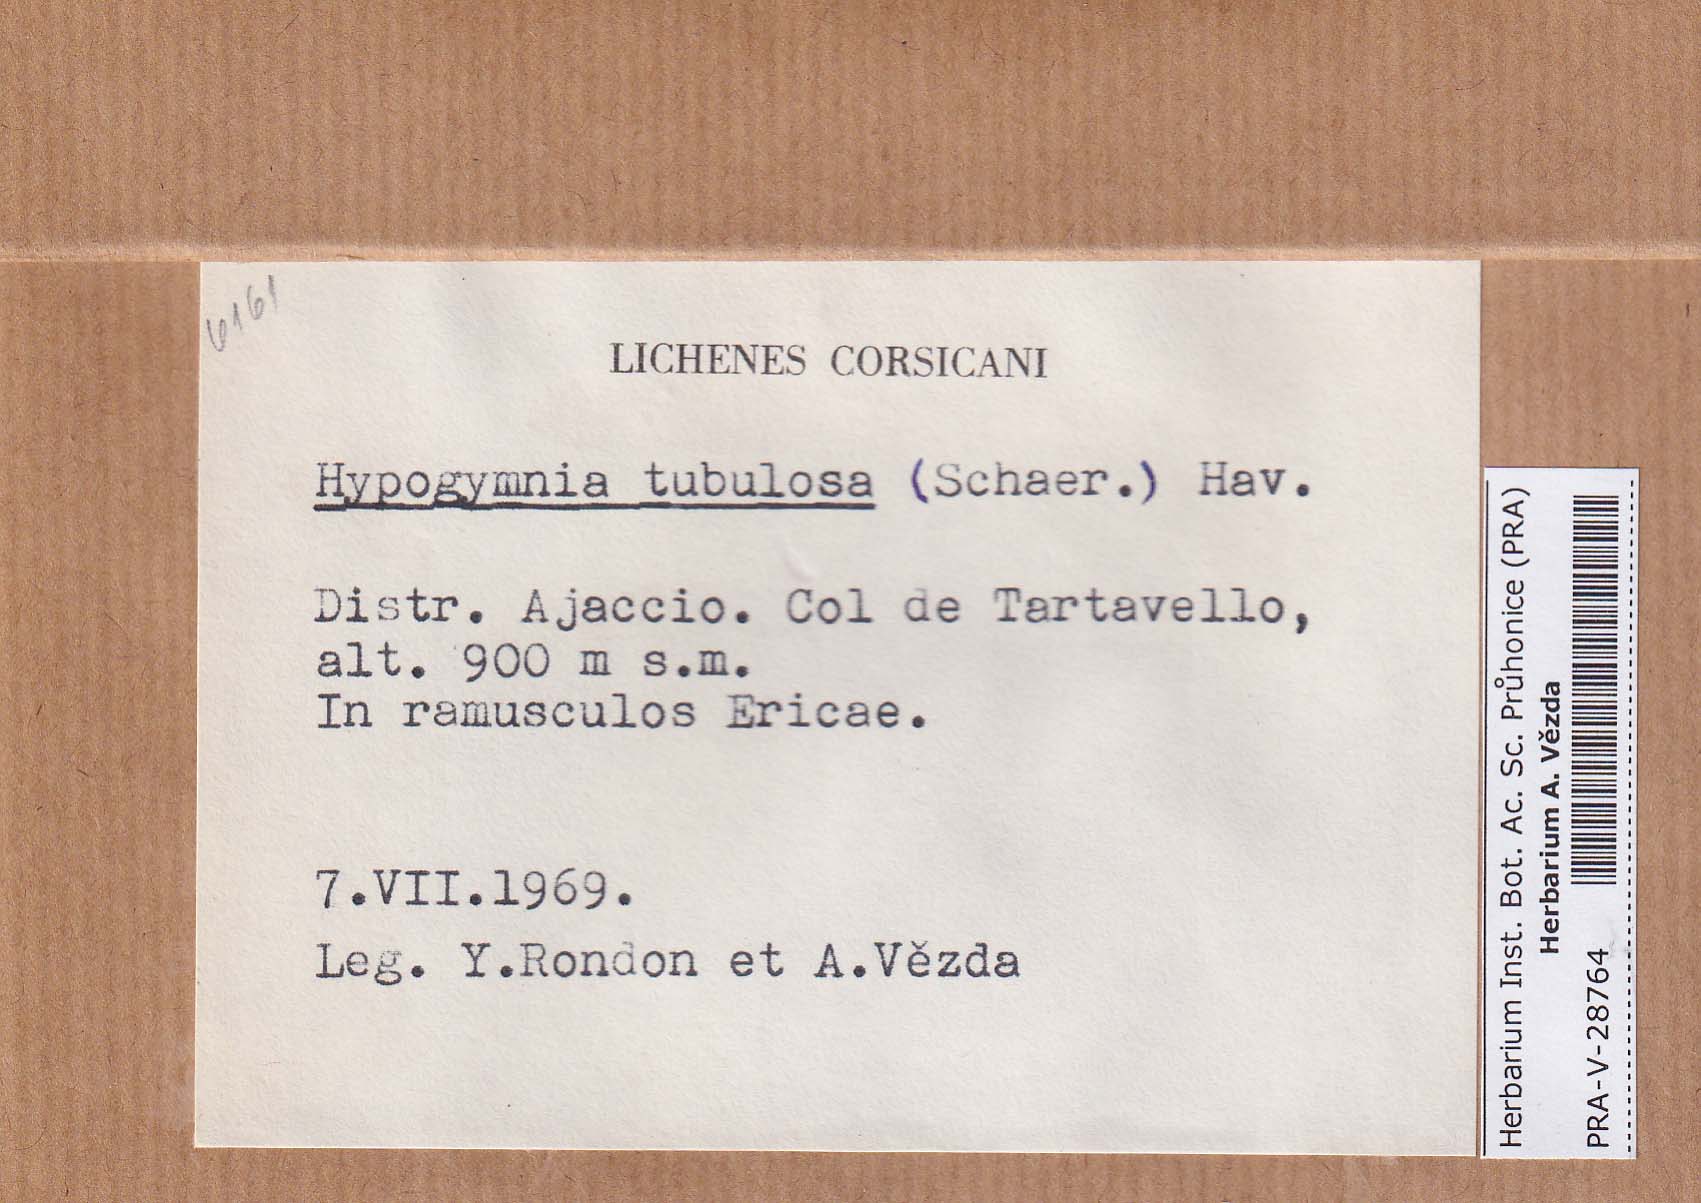 6161
LICHENES CORSICANI
Hypogymnia tubulosa (Schaer.) Hav.
Distr. Ajaccio. Col de Tartavello,
alt. 900 m s.m.
In ramusculos Ericae.
7.VII.1969.
Leg. Y.Rondon et A.Vězda
Herbarium Inst. Bot. Ac. Sc. Průhonice (PRA)
Herbarium A. Vězda
PRA-V-28764